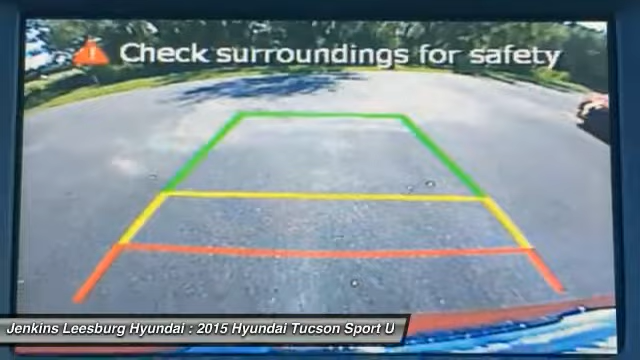 Check surroundings for safety
Jenkins Leesburg Hyundai : 2015 Hyundai Tucson Sport U